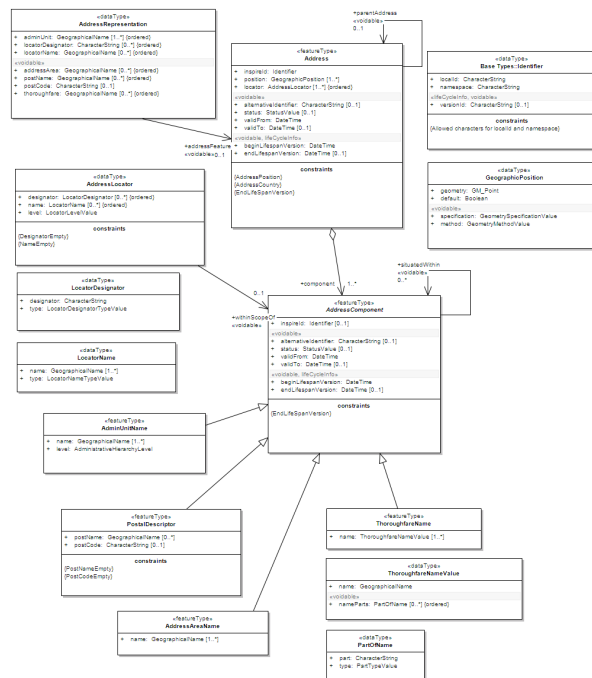 «dataType»
AddressRepresentation
+ adminUnit: GeographicalName [1..*] {ordered}
+ locatorDesignator: CharacterString [0..*] {ordered}
+ locatorName: GeographicalName [0..*] {ordered}
«voidable»
+ addressArea: GeographicalName [0..*] {ordered}
+ postName: GeographicalName [0..*] {ordered}
+ postCode: CharacterString [0..1]
+ thoroughfare: GeographicalName [0..*] {ordered}
+parentAddress
«voidable»
0..1
«featureType»
Address
+ inspireId: Identifier
+ position: GeographicPosition [1..*]
+ locator: AddressLocator [1..*] {ordered}
«voidable»
+ alternativeIdentifier: CharacterString [0..1]
+ status: StatusValue [0..1]
+ validFrom: DateTime
+ validTo: DateTime [0..1]
«voidable, lifeCycleInfo»
+ beginLifespanVersion: DateTime
+ endLifespanVersion: DateTime [0..1]
constraints
{AddressPosition}
{AddressCountry}
{EndLifeSpanVersion}
+addressFeature
«voidable» 0..1
Base Types::Identifier
+ localId: CharacterString
+ namespace: CharacterString
«lifeCycleInfo, voidable»
+ versionId: CharacterString [0..1]
constraints
{Allowed characters for localId and namespace}
«dataType»
GeographicPosition
+ geometry: GM_Point
+ default: Boolean
«voidable»
+ specification: GeometrySpecificationValue
+ method: GeometryMethodValue
«dataType»
AddressLocator
+ designator: LocatorDesignator [0..*] {ordered}
+ name: LocatorName [0..*] {ordered}
+ level: LocatorLevelValue
constraints
{DesignatorEmpty}
{NameEmpty}
«dataType»
LocatorDesignator
+ designator: CharacterString
+ type: LocatorDesignatorTypeValue
«dataType»
LocatorName
+ name: GeographicalName [1..*]
+ type: LocatorNameTypeValue
0..1
+withinScopeOf
«voidable»
+component 1..*
+situatedWithin
«voidable»
0..*
«featureType»
AddressComponent
+ inspireId: Identifier [0..1]
«voidable»
+ alternativeIdentifier: CharacterString [0..1]
+ status: StatusValue [0..1]
+ validFrom: DateTime
+ validTo: DateTime [0..1]
«voidable, lifeCycleInfo»
+ beginLifespanVersion: DateTime
+ endLifespanVersion: DateTime [0..1]
constraints
{EndLifeSpanVersion}
«featureType»
AdminUnitName
+ name: GeographicalName [1..*]
+ level: AdministrativeHierarchyLevel
«featureType»
PostalDescriptor
+ postName: GeographicalName [0..*]
+ postCode: CharacterString [0..1]
constraints
{PostNameEmpty}
{PostCodeEmpty}
«featureType»
AddressAreaName
+ name: GeographicalName [1..*]
«featureType»
ThoroughfareName
+ name: ThoroughfareNameValue [1..*]
«dataType»
ThoroughfareNameValue
+ name: GeographicalName
«voidable»
+ nameParts: PartOfName [0..*] {ordered}
«dataType»
PartOfName
+ part: CharacterString
+ type: PartTypeValue